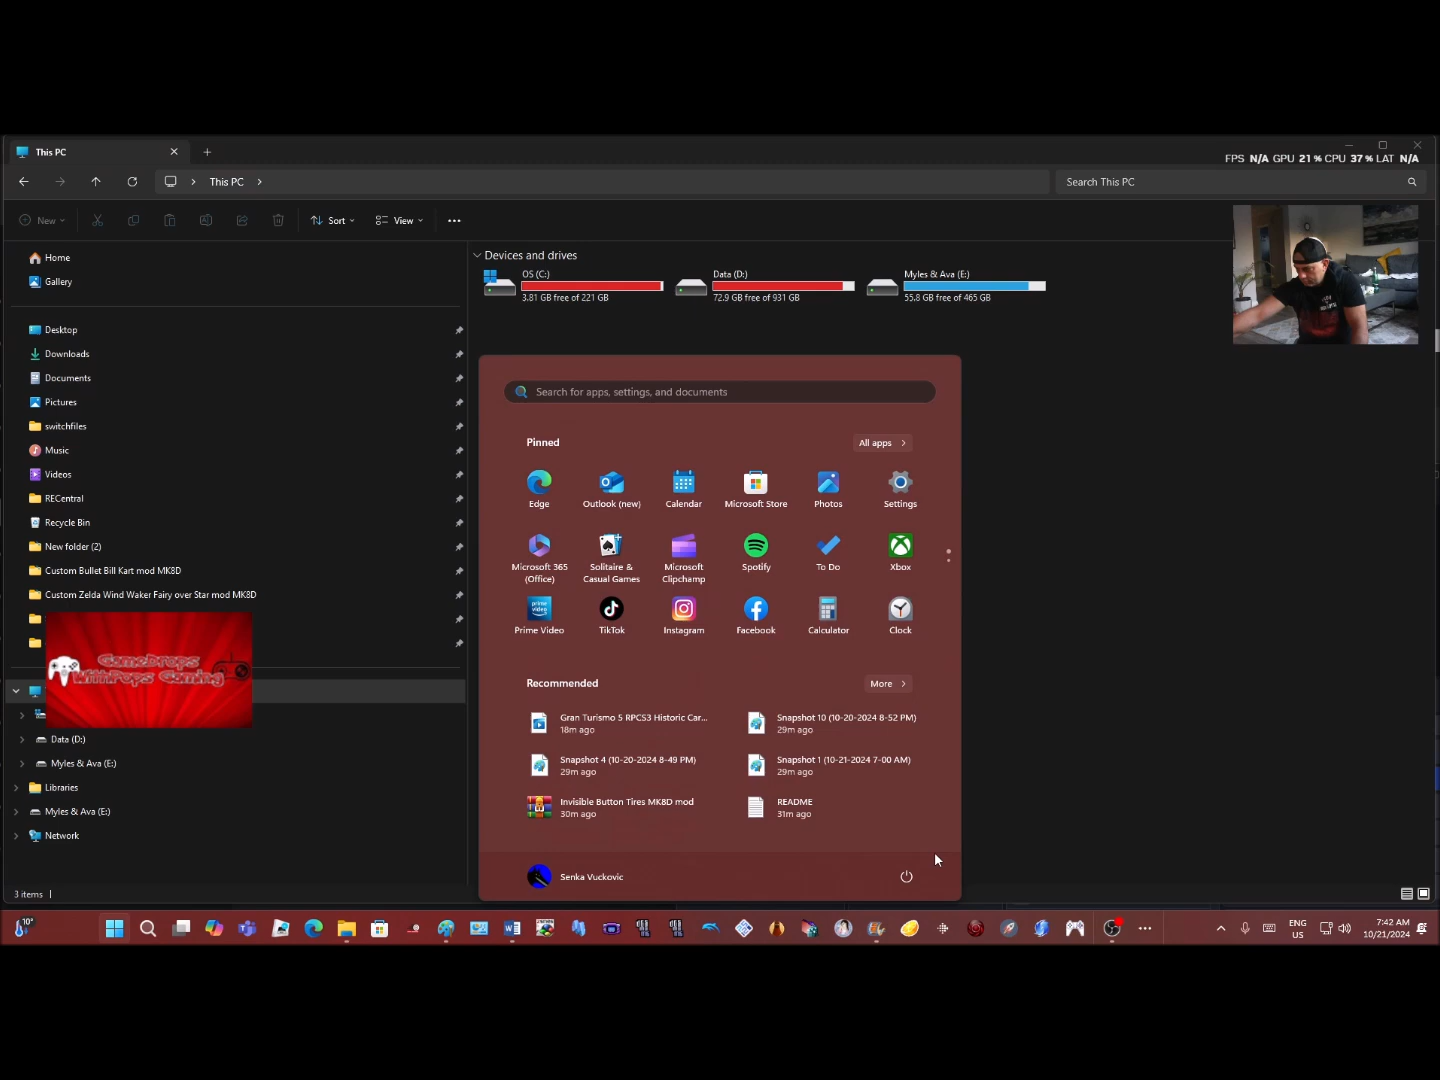 This PC
FPS N/A GPU 21 % CPU 37 % LAT N/A
This PC
Search This PC
New
Sort
View
Home
Gallery
Desktop
Downloads
Documents
Pictures
switchfiles
Music
Videos
RECentral
Recycle Bin
New folder (2)
Custom Bullet Bill Kart mod MK8D
Custom Zelda Wind Waker Fairy over Star mod MK8D
GameDrops
WithPops Gaming
Data (D:)
Myles & Ava (E:)
Libraries
Myles & Ava (E:)
Network
3 items
Devices and drives
OS (C:)
3.81 GB free of 221 GB
Data (D:)
72.9 GB free of 931 GB
Myles & Ava (E:)
55.8 GB free of 465 GB
Search for apps, settings, and documents
Pinned
All apps
Edge
Outlook (new)
Calendar
Microsoft Store
Photos
Settings
Microsoft 365
(Office)
Solitaire &
Casual Games
Microsoft
Clipchamp
Spotify
To Do
Xbox
prime
video
Prime Video
TikTok
Instagram
Facebook
Calculator
Clock
Recommended
More
Gran Turismo 5 RPCS3 Historic Car...
18m ago
Snapshot 10 (10-20-2024 8-52 PM)
29m ago
Snapshot 4 (10-20-2024 8-49 PM)
29m ago
Snapshot 1 (10-21-2024 7-00 AM)
29m ago
Invisible Button Tires MK8D mod
30m ago
README
31m ago
Senka Vuckovic
10°
ENG
US
7:42 AM
10/21/2024